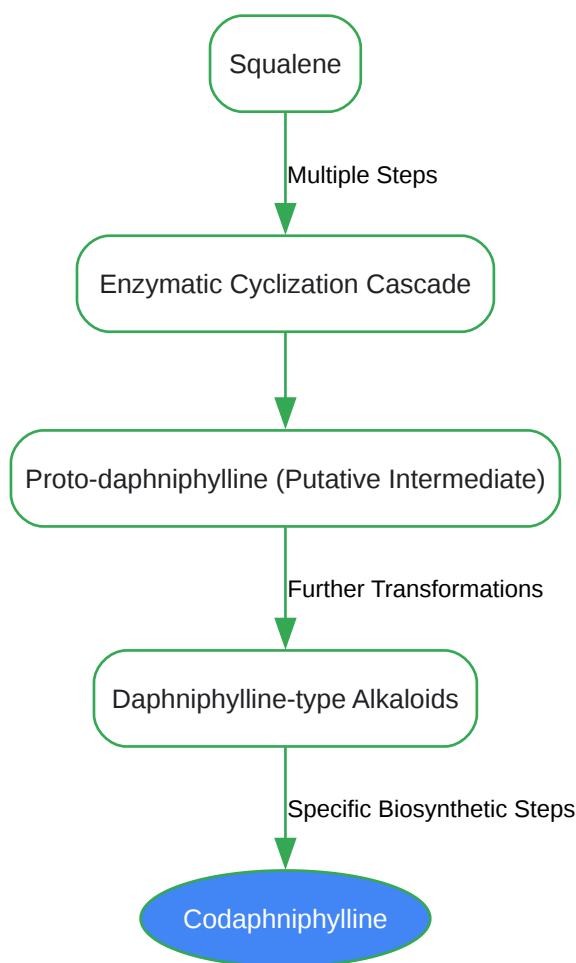 Squalene
Multiple Steps
Enzymatic Cyclization Cascade
Proto-daphniphylline (Putative Intermediate)
Further Transformations
Daphniphylline-type Alkaloids
Specific Biosynthetic Steps
Codaphniphylline